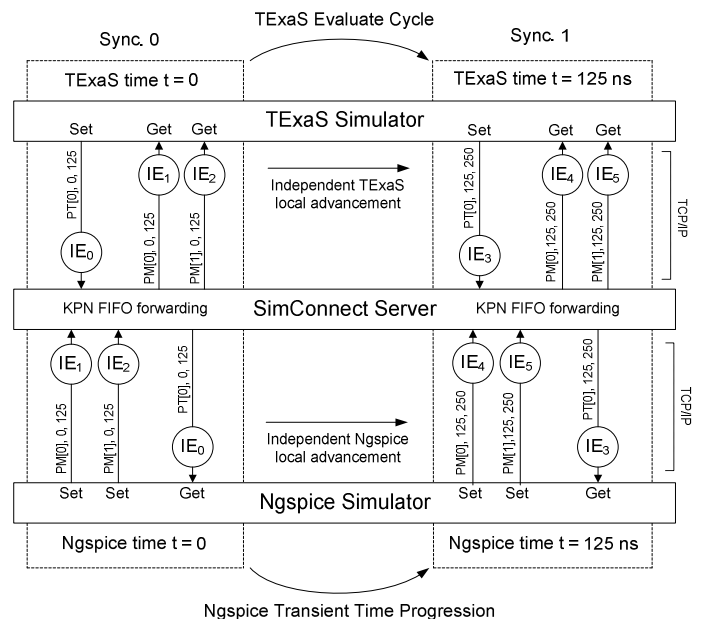 TExaS Evaluate Cycle
Sync. 0
Sync. 1
TExaS time t = 0
TExaS time t = 125 ns
TExaS Simulator
Set
Get
Get
Set
Get
Get
PT[0], 0, 125
IE0
PM[0], 0, 125
IE1
PM[1], 0, 125
IE2
Independent TExaS
local advancement
PT[0], 125, 250
IE3
PM[0],125, 250
IE4
PM[1],125, 250
IE5
TCP/IP
KPN FIFO forwarding
SimConnect Server
KPN FIFO forwarding
IE1
PM[0], 0, 125
IE2
PM[1], 0, 125
PT[0], 0, 125
IE0
Independent Ngspice
local advancement
IE4
PM[0], 125, 250
IE5
PM[1],125, 250
PT[0], 125, 250
IE3
TCP/IP
Set
Set
Get
Set
Set
Get
Ngspice Simulator
Ngspice time t = 0
Ngspice time t = 125 ns
Ngspice Transient Time Progression